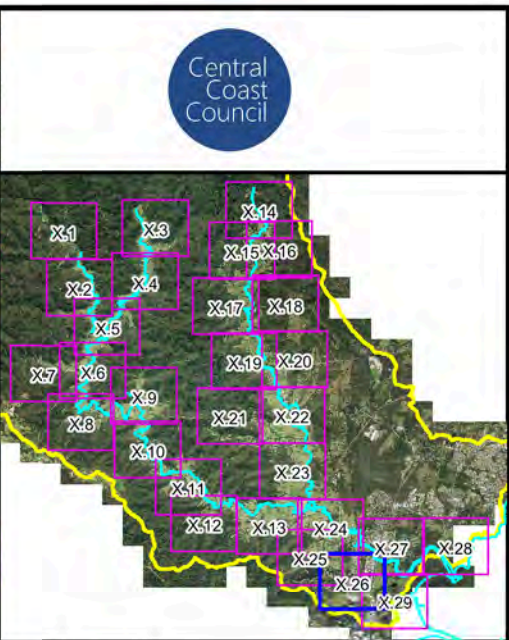 Central
Coast
Council
X.14
X.1
X.3
X.15
X.16
X.2
X.4
X.17
X.18
X.5
X.19
X.20
X.7
X.6
X.9
X.21
X.22
X.8
X.10
X.23
X.11
X.12
X.13
X.24
X.27
X.28
X.25
X.26
X.29